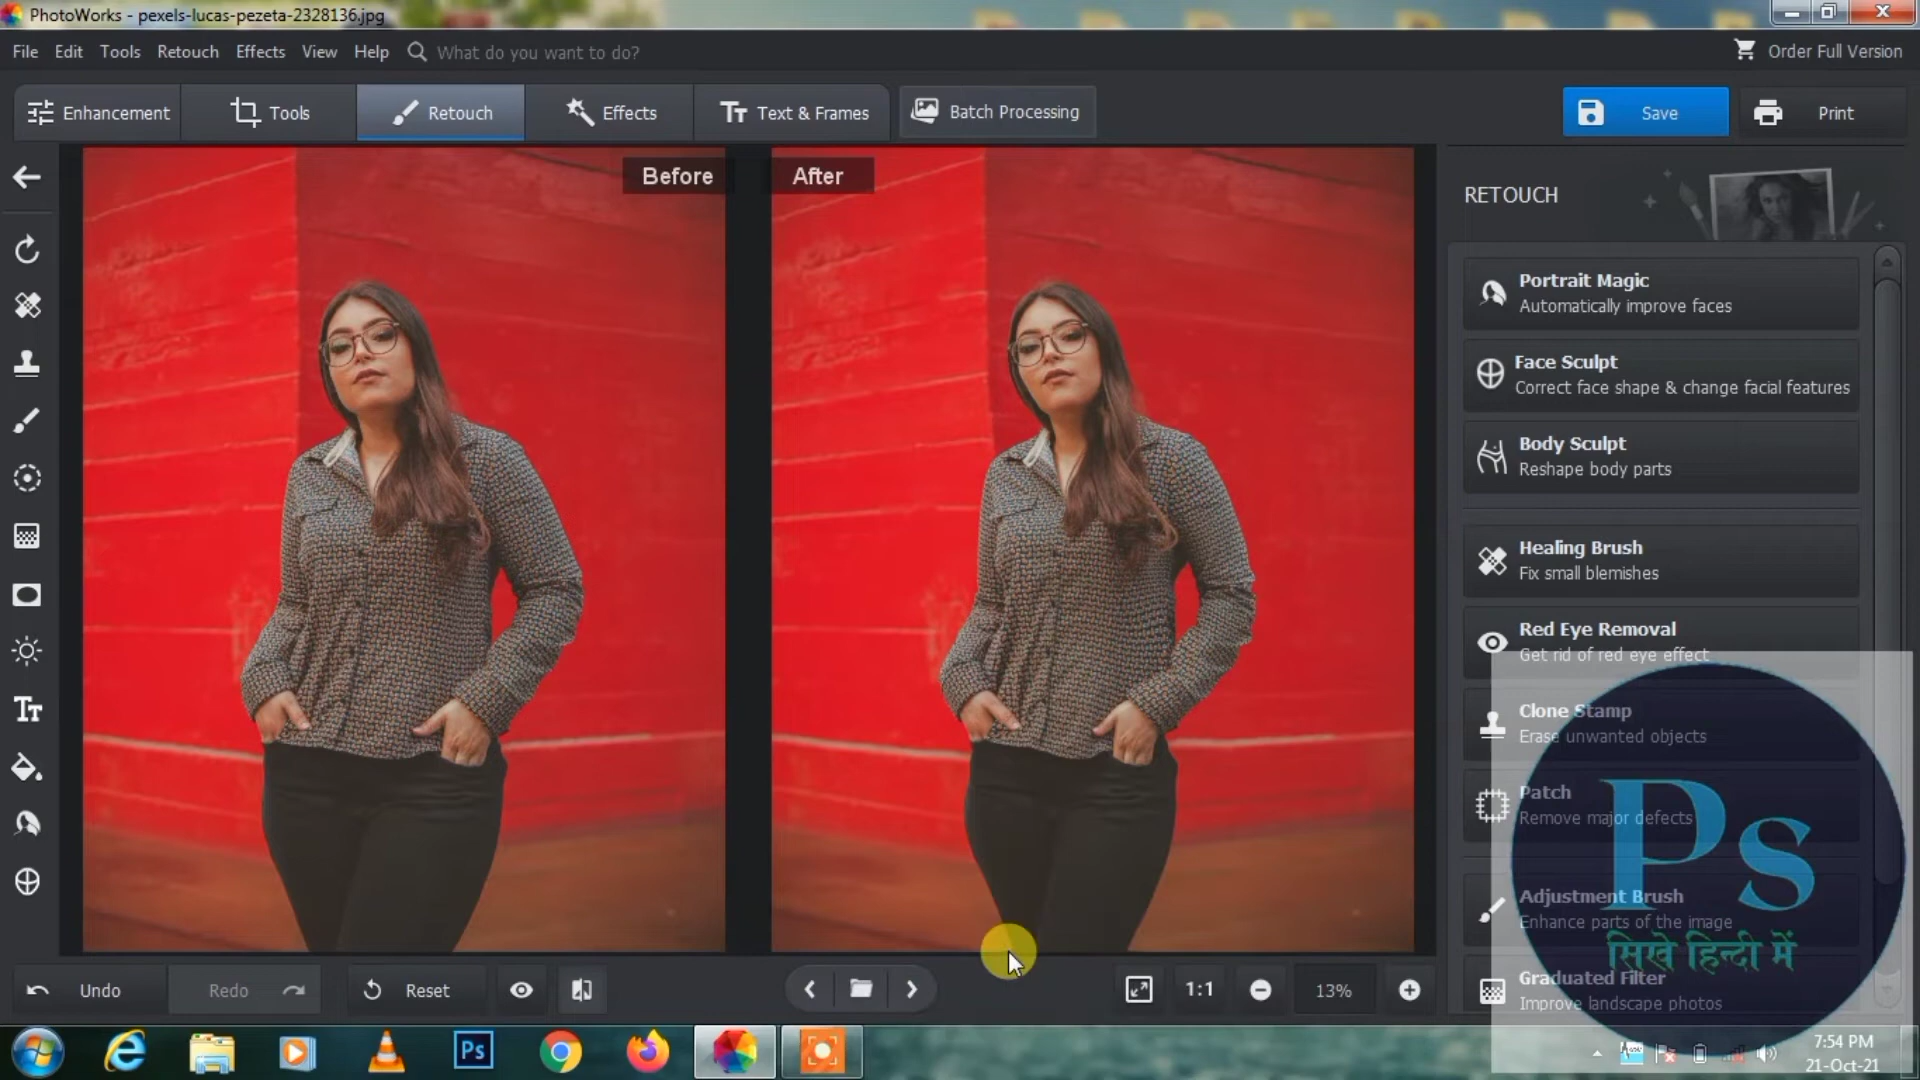 PhotoWorks - pexels-lucas-pezeta-2328136.jpg
File Edit Tools Retouch Effects View Help What do you want to do? Order Full Version
Enhancement Tools Retouch Effects Text & Frames Batch Processing Save Print
Before After
RETOUCH
Portrait Magic
Automatically improve faces
Face Sculpt
Correct face shape & change facial features
Body Sculpt
Reshape body parts
Healing Brush
Fix small blemishes
Red Eye Removal
Get rid of red eye effect
Clone Stamp
Erase unwanted objects
Patch
Remove major defects
Adjustment Brush
Enhance parts of the image
Graduated Filter
Improve landscape photos
Ps
सिखे हिन्दी में
Undo Redo Reset 1:1 13%
Ps
7:54 PM
21-Oct-21